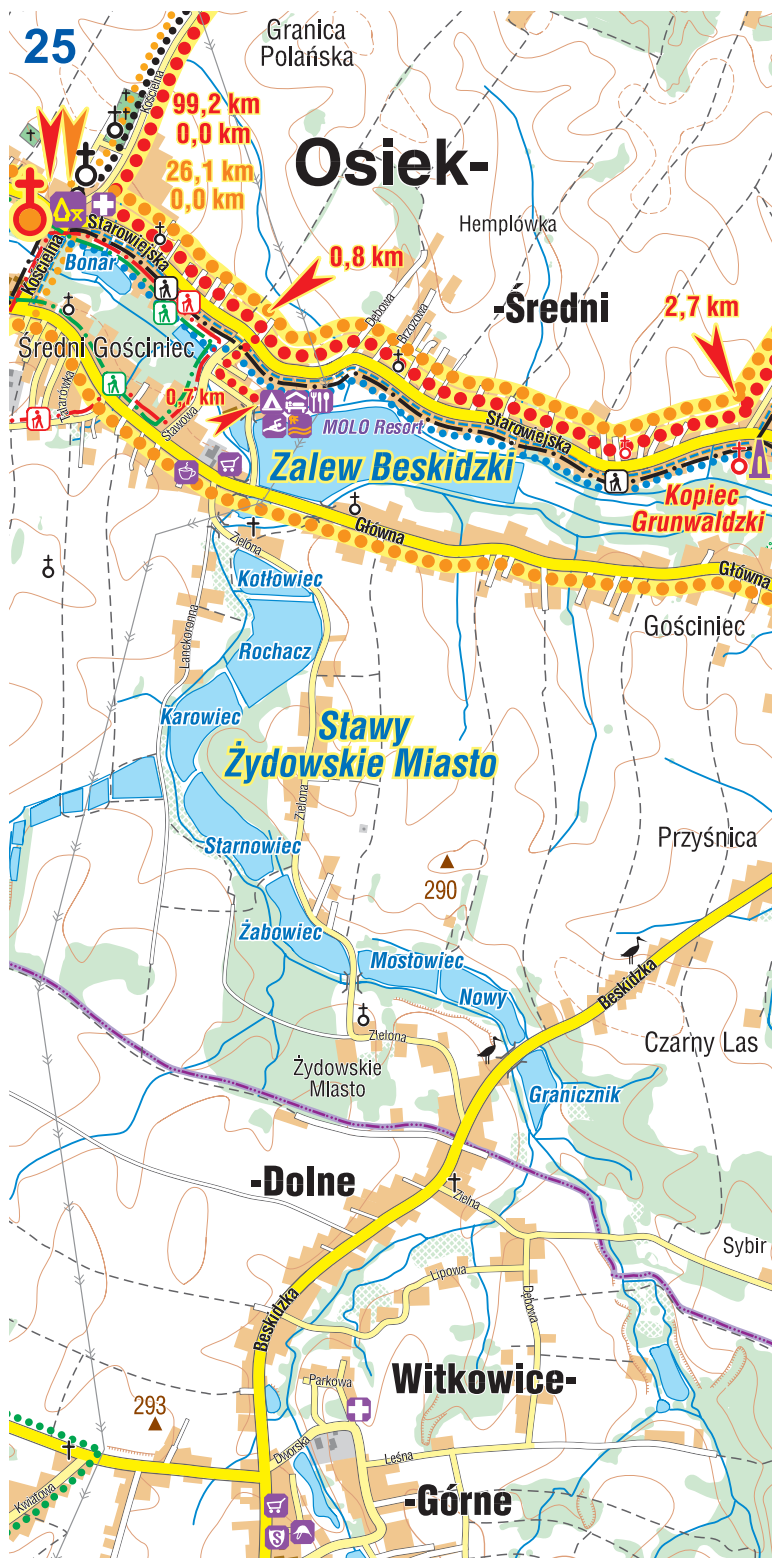 25
Granica
Polańska
Kościelna
99,2 km
0,0 km
26,1 km
0,0 km
Osiek-
Hemplówka
Starowiejska
Kościelna
Bonar
0,8 km
-Średni
2,7 km
Dębowa
Brzozowa
Średni Gościniec
0,7 km
Stawowa
MOLO Resort
Starowiejska
Zalew Beskidzki
Kopiec
Grunwaldzki
Główna
Zielona
Główna
Kotłowiec
Gościniec
Lanckoronna
Rochacz
Karowiec
Stawy
Żydowskie Miasto
Zielona
Starnowiec
Przyśnica
290
Żabowiec
Mostowiec
Nowy
Beskidzka
Zielona
Czarny Las
Żydowskie
MIasto
Granicznik
-Dolne
Zielna
Sybir
Lipowa
Dębowa
Beskidzka
Witkowice-
Parkowa
293
Dworska
Leśna
Kwiatowa
-Górne
S